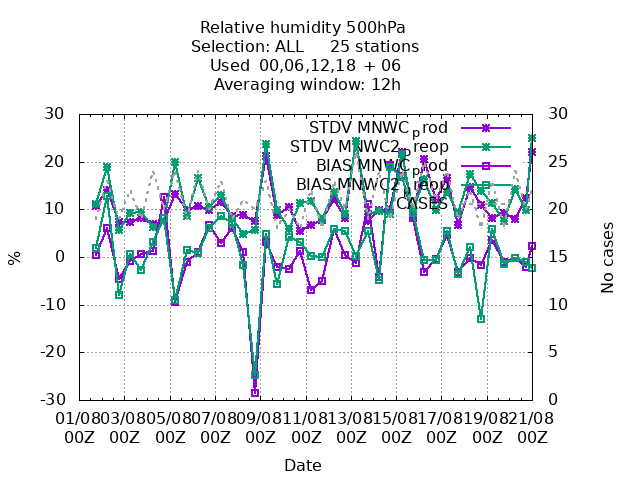 Relative humidity 500hPa
Selection: ALL 25 stations
Used 00,06,12,18 + 06
Averaging window: 12h
30 30
STDV MNWC_prod
STDV MNWC2_preop
BIAS MNWC_prod
BIAS MNWC2_preop
CASES
20 25
10 20
0 15
-10 10
-20 5
-30 0
%
No cases
01/08 03/08 05/08 07/08 09/08 11/08 13/08 15/08 17/08 19/08 21/08
00Z 00Z 00Z 00Z 00Z 00Z 00Z 00Z 00Z 00Z 00Z
Date